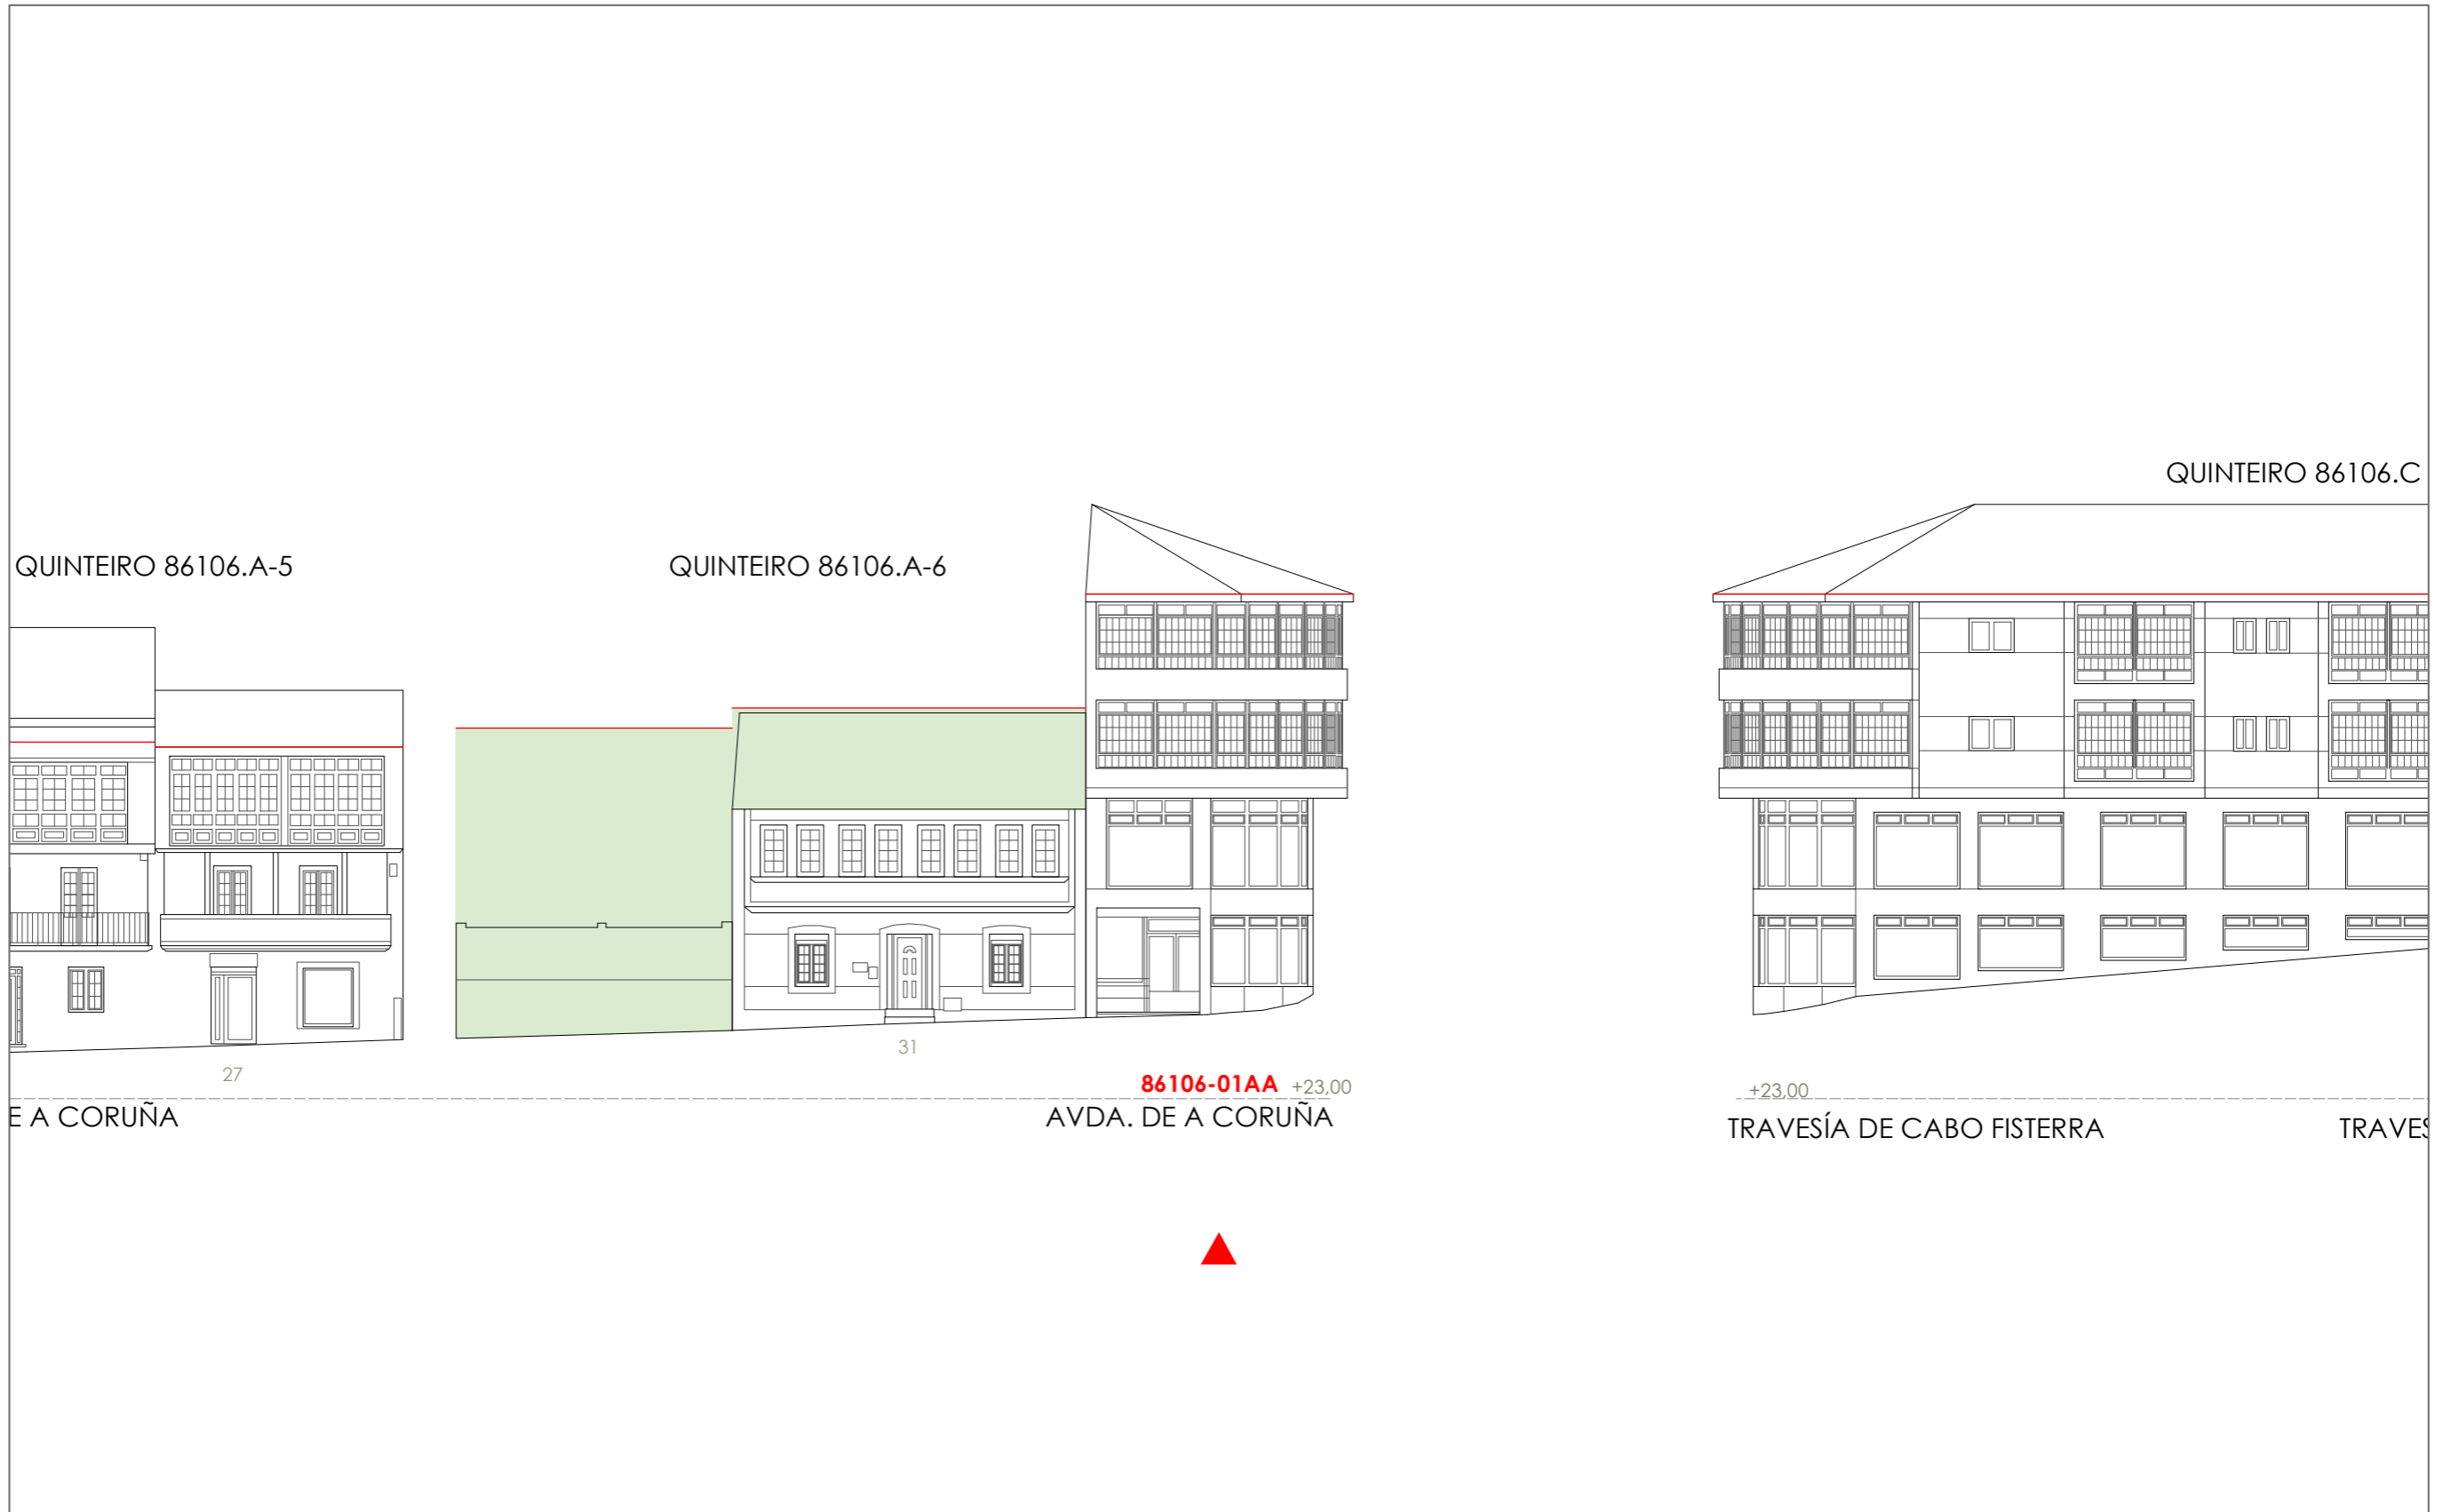 QUINTEIRO 86106.C
QUINTEIRO 86106.A-5
QUINTEIRO 86106.A-6
31
27
86106-01AA +23,00
+23,00
E A CORUÑA
AVDA. DE A CORUÑA
TRAVESÍA DE CABO FISTERRA
TRAVES